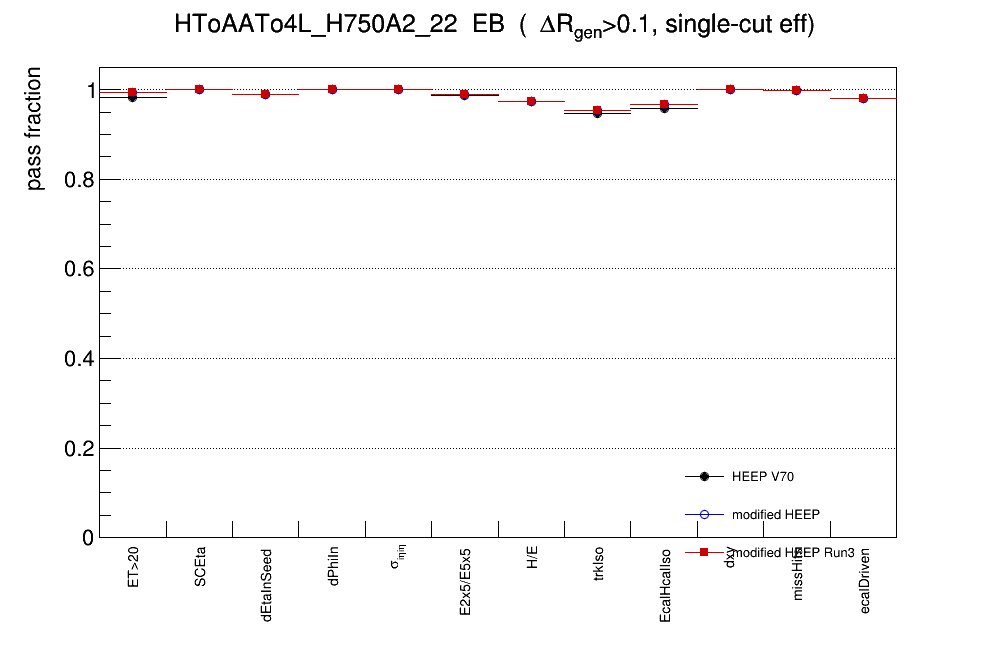 HToAATo4L_H750A2_22 EB ( ΔRgen>0.1, single-cut eff)
pass fraction
1
0.8
0.6
0.4
0.2
0
HEEP V70
modified HEEP
modified HEEP Run3
ET>20
SCEta
dEtaInSeed
dPhiIn
σiηiη
E2x5/E5x5
H/E
trkIso
EcalHcalIso
dxy
missHits
ecalDriven